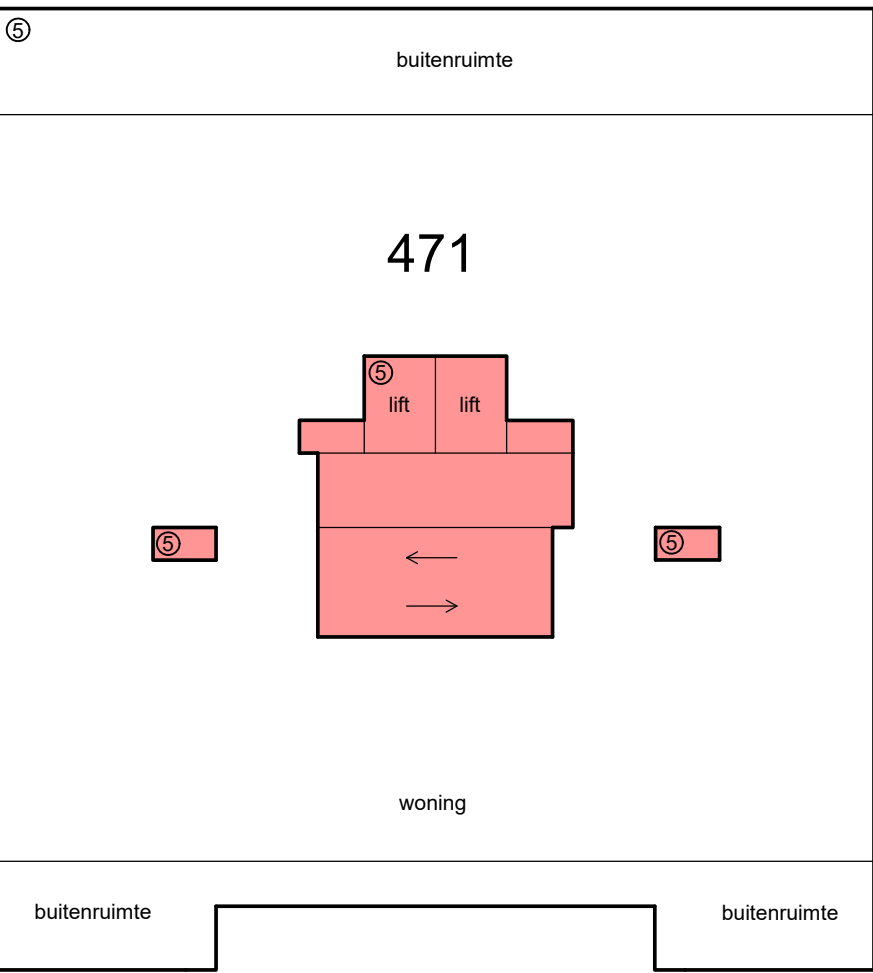 ⑤
buitenruimte
471
⑤
lift lift
⑤ ⑤
woning
buitenruimte buitenruimte